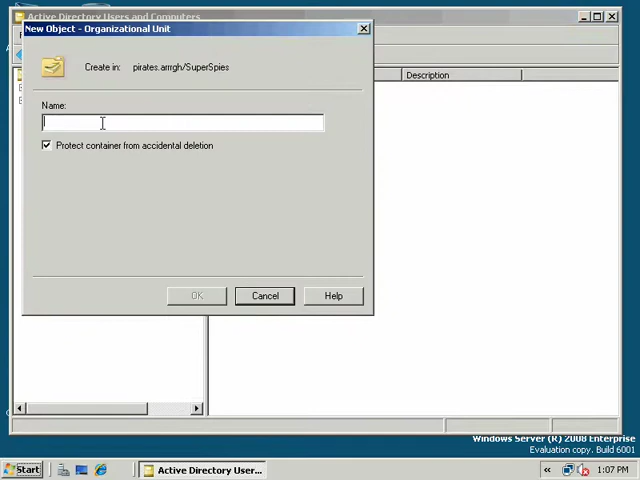 Active Directory Users and Computers
New Object - Organizational Unit
Create in: pirates.arrrgh/SuperSpies
Description
Name:
Protect container from accidental deletion
OK
Cancel
Help
Windows Server (R) 2008 Enterprise
Evaluation copy. Build 6001
Start
Active Directory User...
«
1:07 PM